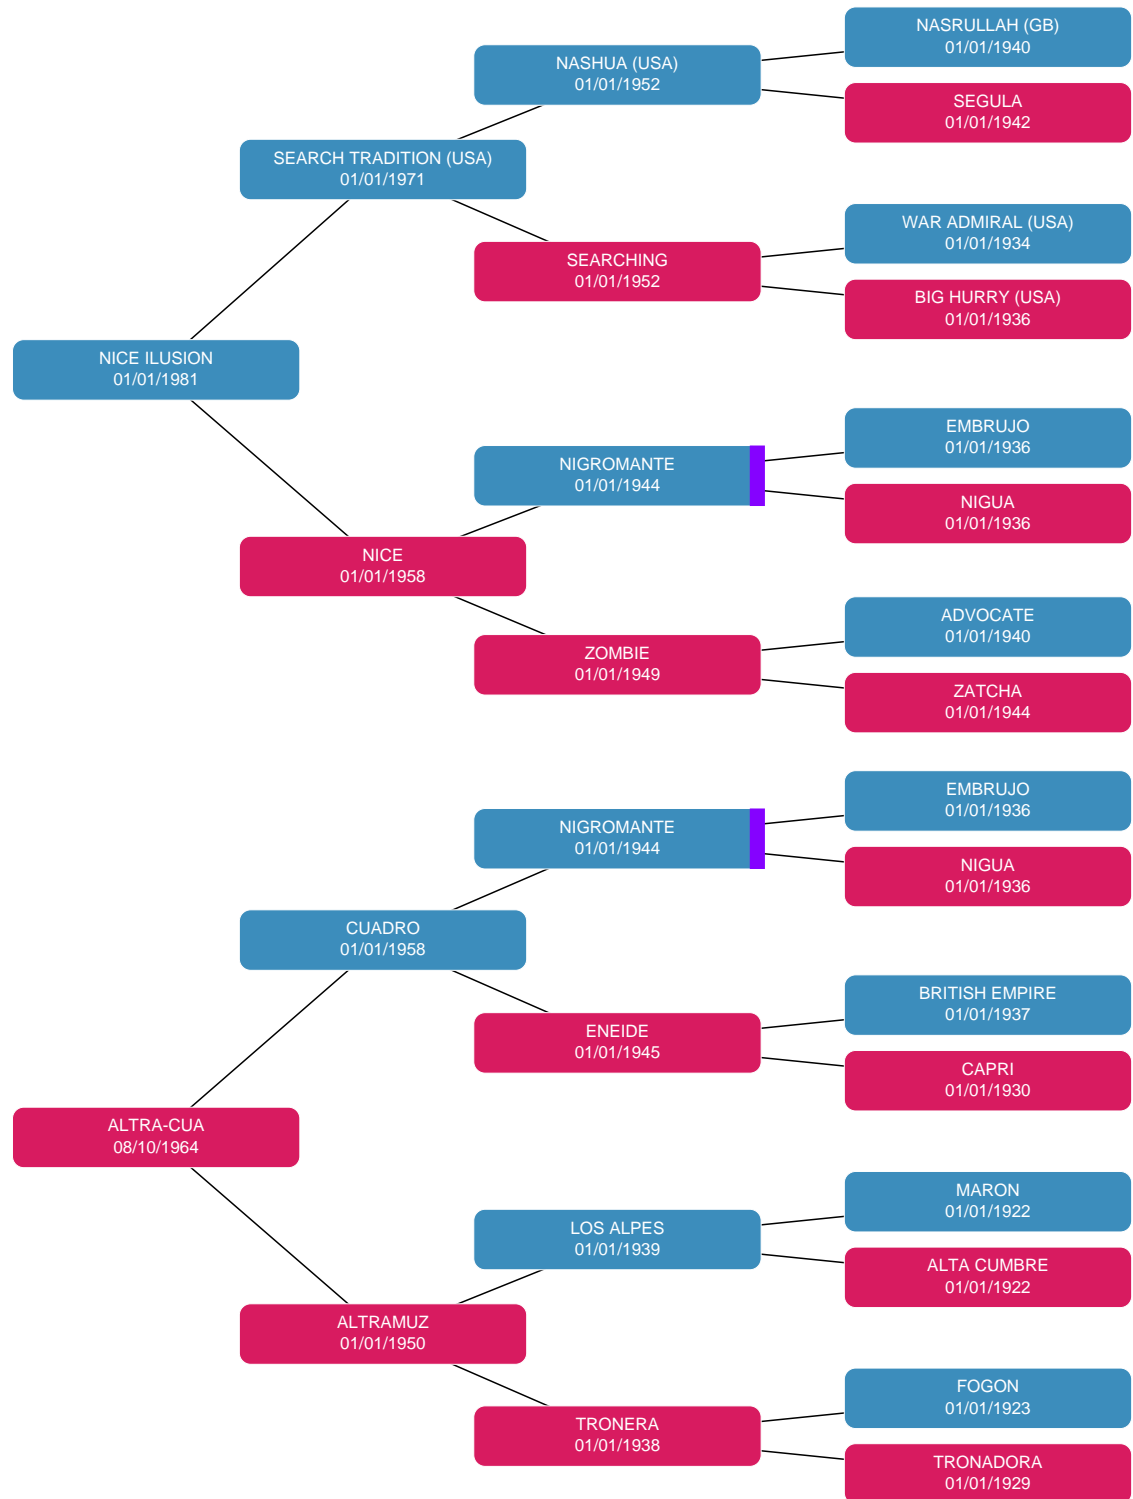 NASRULLAH (GB)
01/01/1940
NASHUA (USA)
01/01/1952
SEGULA
01/01/1942
SEARCH TRADITION (USA)
01/01/1971
WAR ADMIRAL (USA)
01/01/1934
SEARCHING
01/01/1952
BIG HURRY (USA)
01/01/1936
NICE ILUSION
01/01/1981
EMBRUJO
01/01/1936
NIGROMANTE
01/01/1944
NIGUA
01/01/1936
NICE
01/01/1958
ADVOCATE
01/01/1940
ZOMBIE
01/01/1949
ZATCHA
01/01/1944
EMBRUJO
01/01/1936
NIGROMANTE
01/01/1944
NIGUA
01/01/1936
CUADRO
01/01/1958
BRITISH EMPIRE
01/01/1937
ENEIDE
01/01/1945
CAPRI
01/01/1930
ALTRA-CUA
08/10/1964
MARON
01/01/1922
LOS ALPES
01/01/1939
ALTA CUMBRE
01/01/1922
ALTRAMUZ
01/01/1950
FOGON
01/01/1923
TRONERA
01/01/1938
TRONADORA
01/01/1929